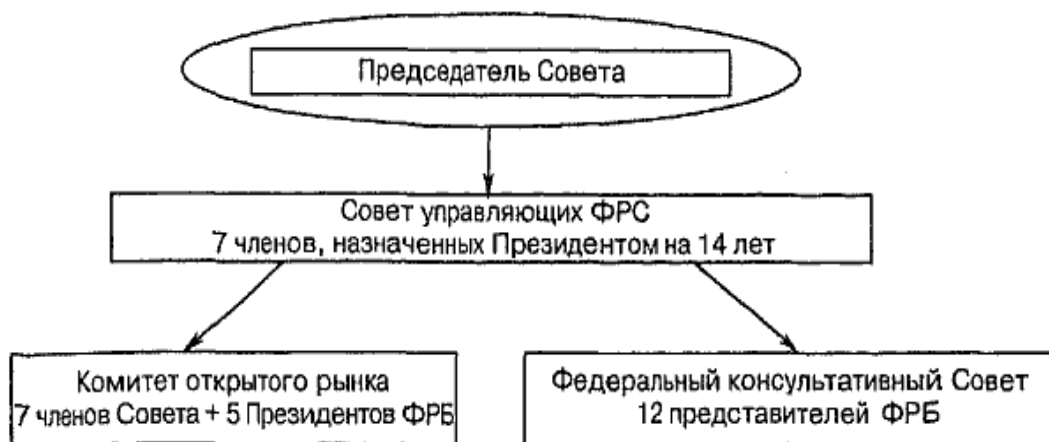 Председатель Совета
Совет управляющих ФРС
7 членов, назначенных Президентом на 14 лет
Комитет открытого рынка
7 членов Совета + 5 Президентов ФРБ
Федеральный консультативный Совет
12 представителей ФРБ